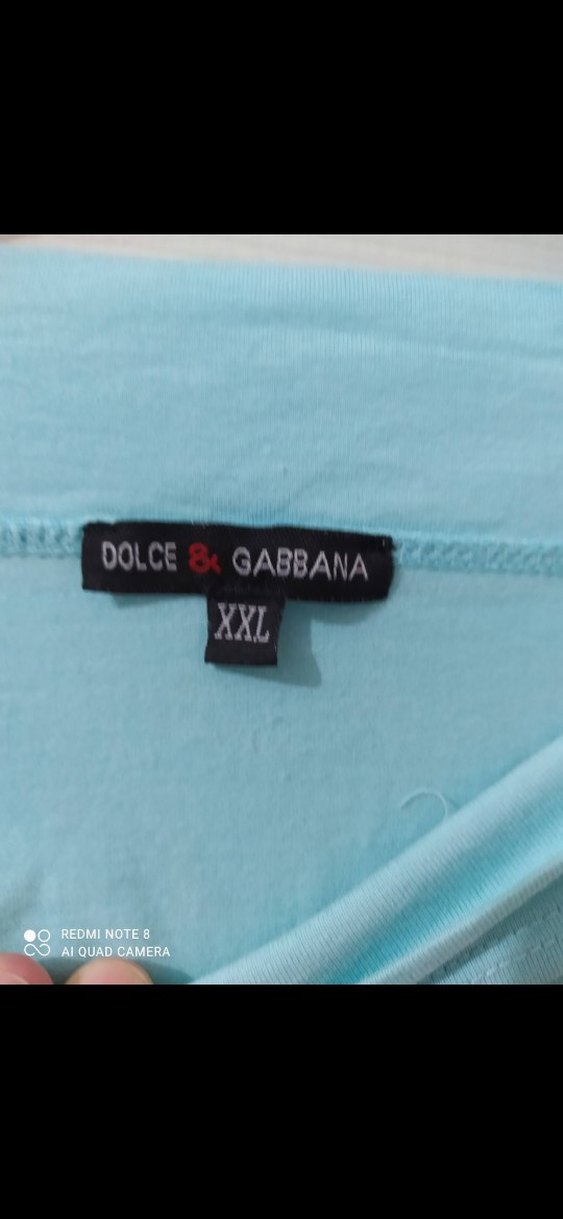 DOLCE & GABBANA
XXL
REDMI NOTE 8
AI QUAD CAMERA